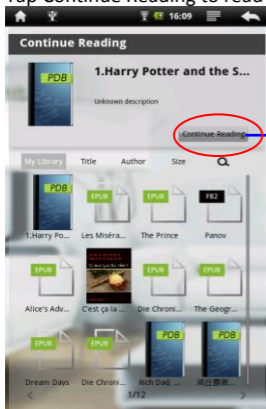 Tap Continue Reading to read
16:09
Continue Reading
PDB
1.Harry Potter and the S...
Unknown description
Continue Reading
My Library Title Author Size
PDB EPUB EPUB FB2
1.Harry Po... Les Miséra... The Prince Panov
EPUB EPUB EPUB
C'est ça la
Alice's Adv... C'est ça la ... Die Chroni... The Geogr...
EPUB EPUB PDB PDB
Dream Days Die Chroni... Rich Dad, ...
1/12